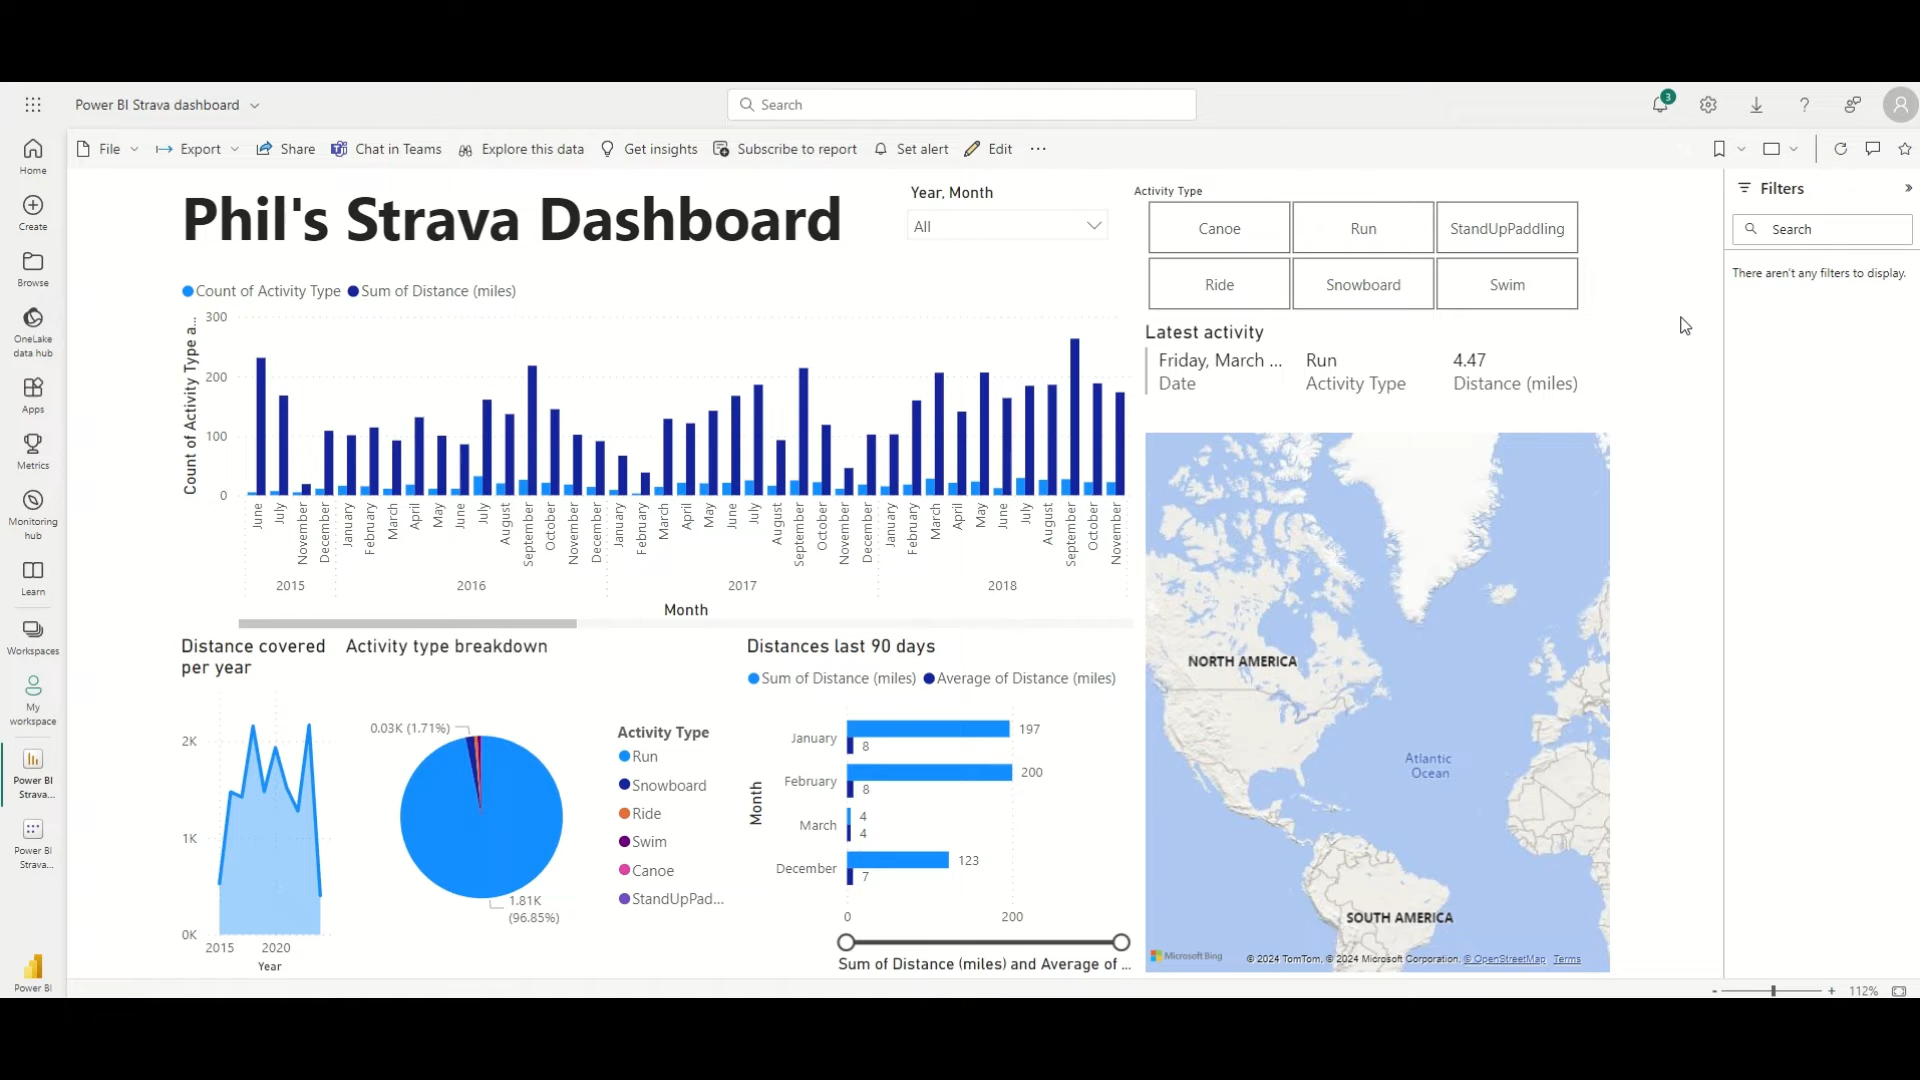 Power BI Strava dashboard
Search
3
Home
Create
Browse
OneLake
data hub
Apps
Metrics
Monitoring
hub
Learn
Workspaces
My
workspace
Power BI
Strava...
Power BI
Strava...
Power BI
File
Export
Share
Chat in Teams
Explore this data
Get insights
Subscribe to report
Set alert
Edit
Phil's Strava Dashboard
Year, Month
All
Activity Type
Canoe
Run
StandUpPaddling
Ride
Snowboard
Swim
Filters
Search
There aren't any filters to display.
Count of Activity Type
Sum of Distance (miles)
Count of Activity Type a...
300
200
100
0
June
July
November
December
January
February
March
April
May
June
July
August
September
October
November
December
January
February
March
April
May
June
July
August
September
October
November
December
January
February
March
April
May
June
July
August
September
October
November
2015
2016
2017
2018
Month
Latest activity
Friday, March ...
Run
4.47
Date
Activity Type
Distance (miles)
Distance covered
per year
2K
1K
0K
2015
2020
Year
Activity type breakdown
0.03K (1.71%)
1.81K
(96.85%)
Activity Type
Run
Snowboard
Ride
Swim
Canoe
StandUpPad...
Distances last 90 days
Sum of Distance (miles)
Average of Distance (miles)
Month
January
197
8
February
200
8
March
4
4
December
123
7
0
200
Sum of Distance (miles) and Average of ...
NORTH AMERICA
Atlantic
Ocean
SOUTH AMERICA
Microsoft Bing
© 2024 TomTom, © 2024 Microsoft Corporation, © OpenStreetMap Terms
- + 112%